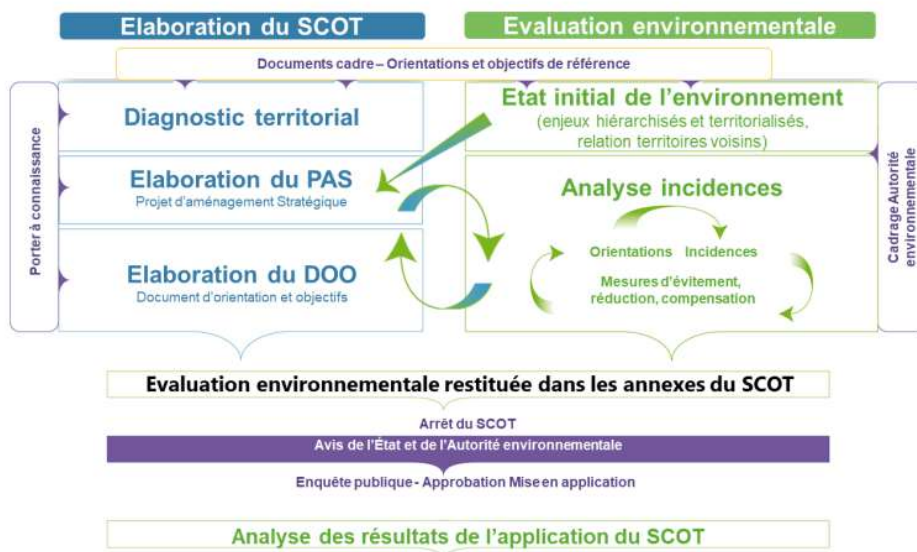 Elaboration du SCOT
Evaluation environnementale
Documents cadre – Orientations et objectifs de référence
Porter à connaissance
Diagnostic territorial
Elaboration du PAS
Projet d'aménagement Stratégique
Elaboration du DOO
Document d'orientation et objectifs
Etat initial de l'environnement
(enjeux hiérarchisés et territorialisés,
relation territoires voisins)
Analyse incidences
Orientations Incidences
Mesures d'évitement,
réduction, compensation
Cadrage Autorité
environnementale
Evaluation environnementale restituée dans les annexes du SCOT
Arrêt du SCOT
Avis de l'État et de l'Autorité environnementale
Enquête publique - Approbation Mise en application
Analyse des résultats de l'application du SCOT